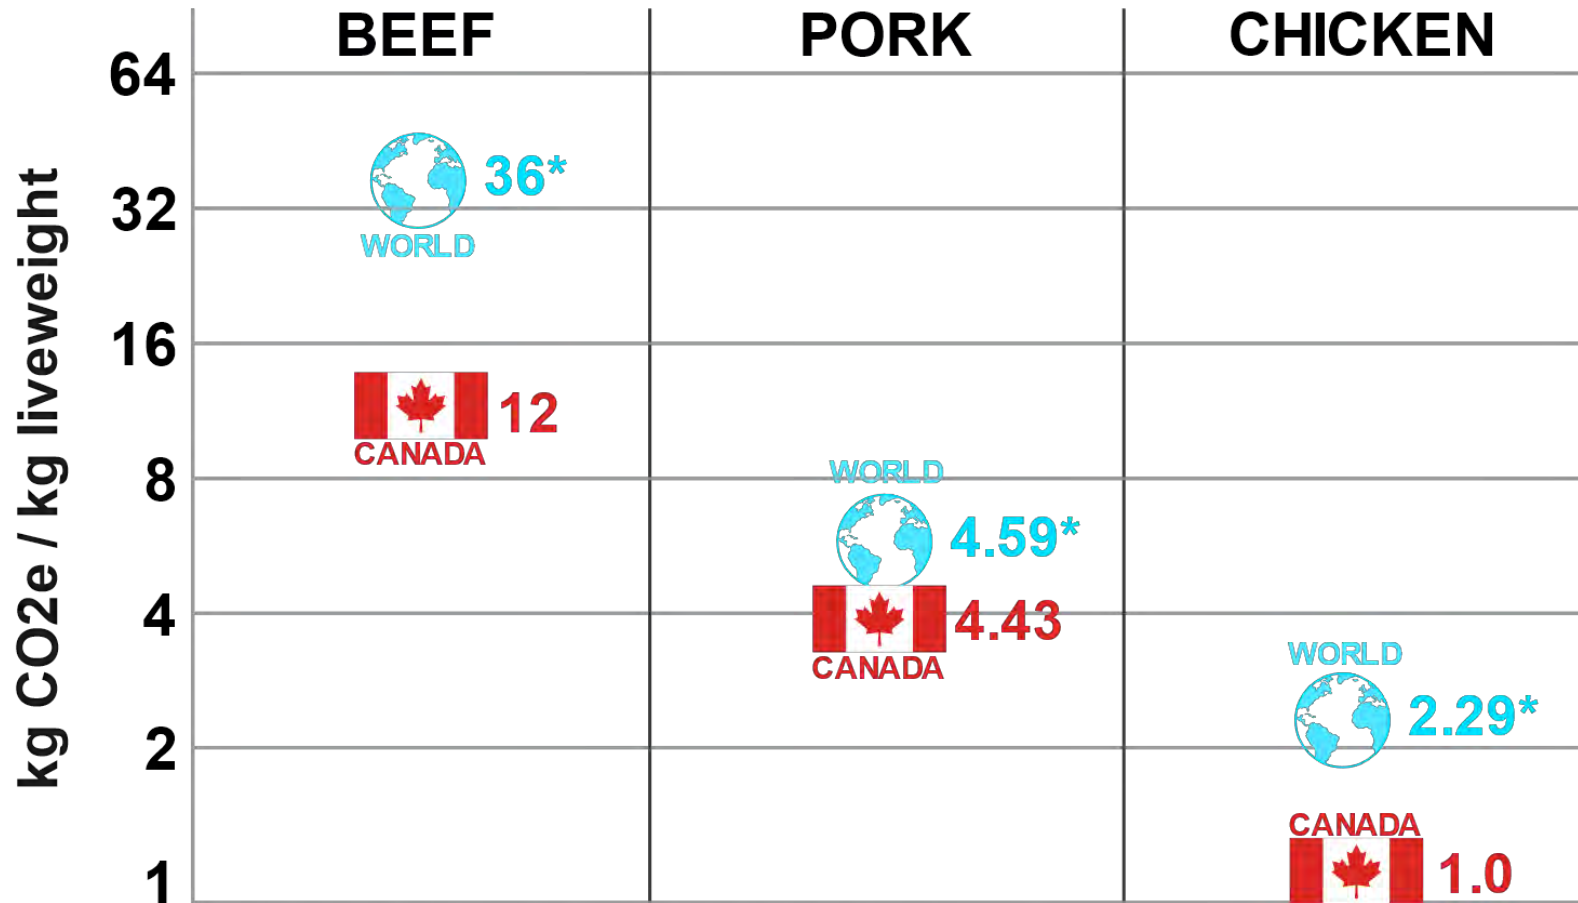 BEEF
PORK
CHICKEN
kg CO2e / kg liveweight
64
32
16
8
4
2
1
36*
WORLD
12
CANADA
WORLD
4.59*
4.43
CANADA
WORLD
2.29*
CANADA
1.0